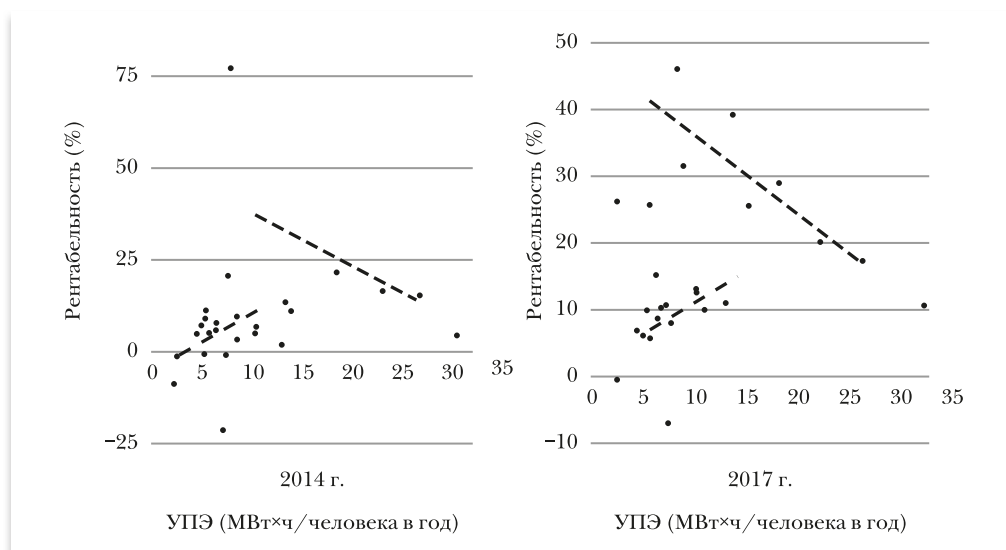 75
50
25
0
−25
Рентабельность (%)
0 5 10 15 20 25 30 35
2014 г.
УПЭ (МВт×ч/человека в год)
50
40
30
20
10
0
−10
Рентабельность (%)
0 5 10 15 20 25 30 35
2017 г.
УПЭ (МВт×ч/человека в год)